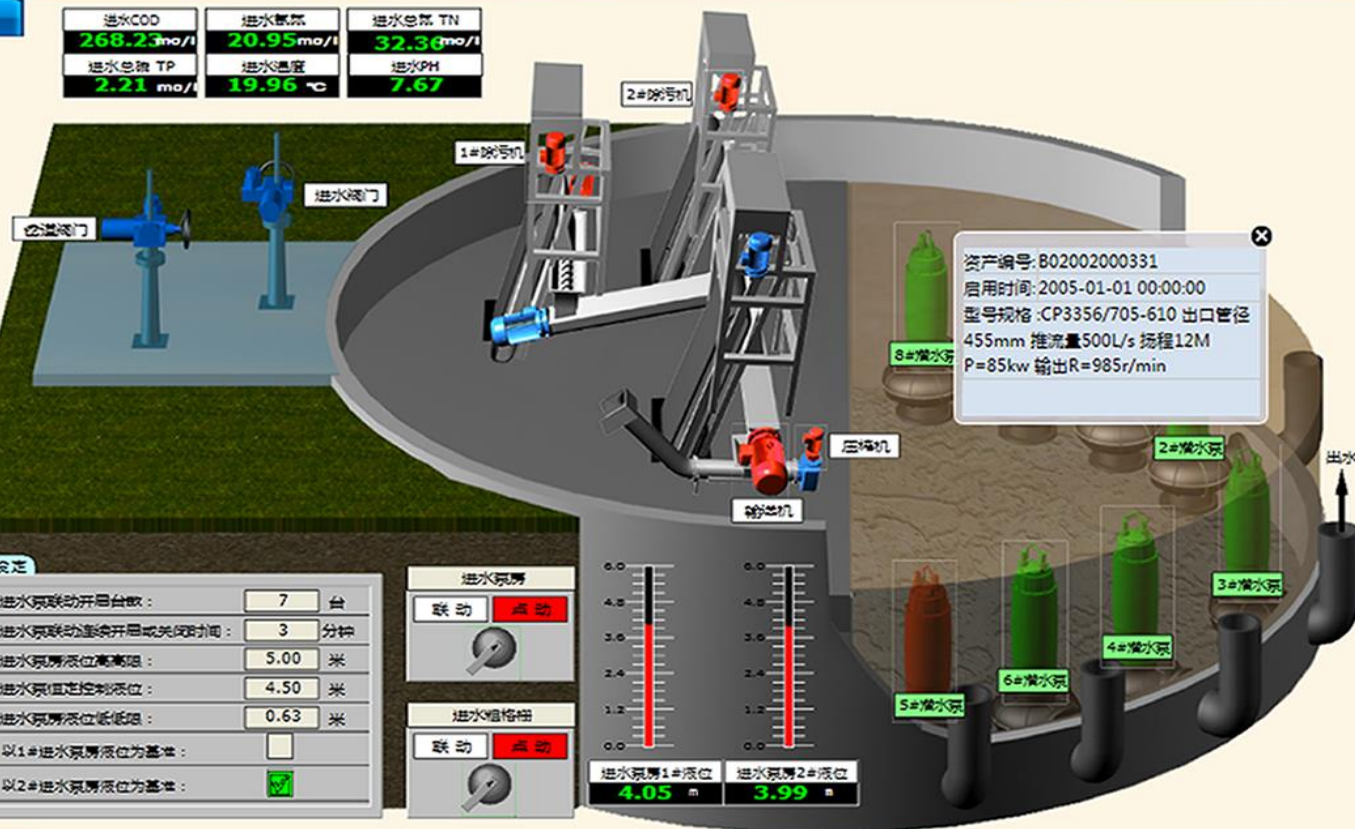 进水COD
进水氨氮
进水总氮 TN
268.23mo/l
20.95mo/l
32.36mo/l
进水总磷 TP
进水温度
进水PH
2.21 mo/l
19.96 ℃
7.67
2#除污机
1#除污机
进水阀门
阀门
资产编号:B02002000331
启用时间:2005-01-01 00:00:00
型号规格:CP3356/705-610 出口管径
455mm 推流量500L/s 扬程12M
P=85kw 输出R=985r/min
8#潜水泵
2#潜水泵
压榨机
出水
输送机
3#潜水泵
4#潜水泵
6#潜水泵
5#潜水泵
设定
进水泵联动开启台数: 7 台
进水泵联动连续开启或关闭时间: 3 分钟
进水泵房液位高高限: 5.00 米
进水泵恒定控制液位: 4.50 米
进水泵房液位低低限: 0.63 米
以1#进水泵房液位为基准:
以2#进水泵房液位为基准:
进水泵房
联动 点动
进水粗格栅
联动 点动
6.0 6.0
4.8 4.8
3.6 3.6
2.4 2.4
1.2 1.2
0.0 0.0
进水泵房1#液位 进水泵房2#液位
4.05 m 3.99 m